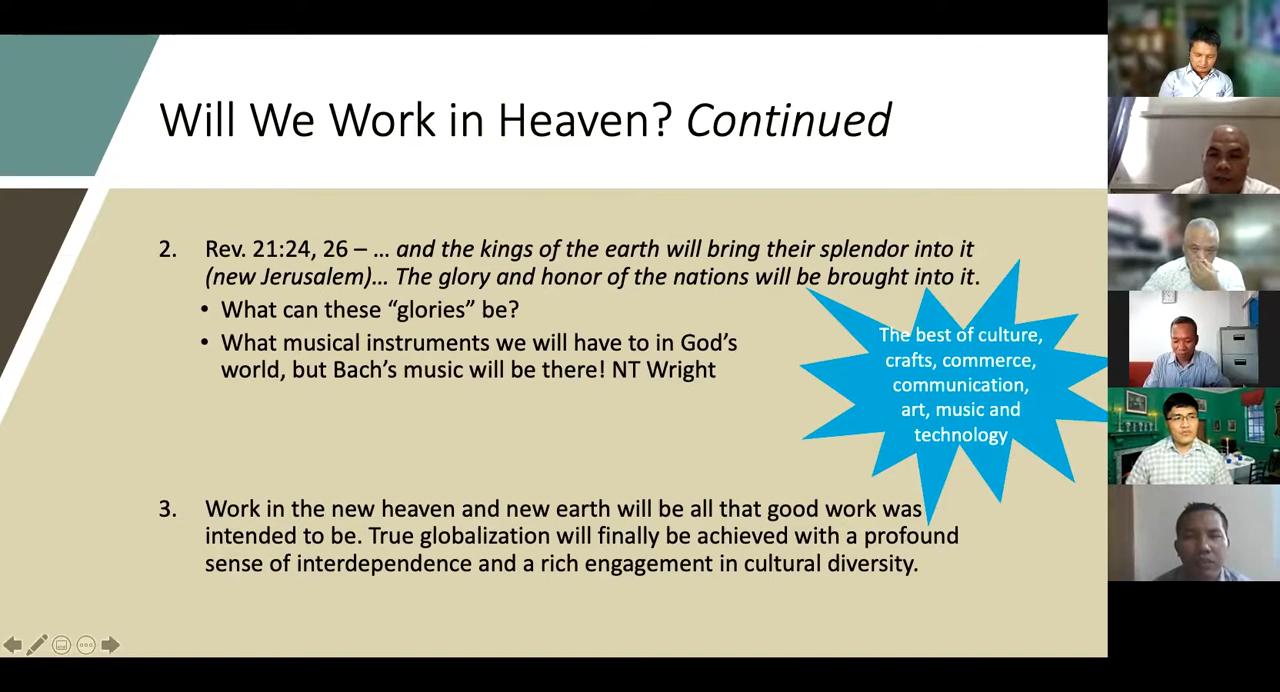 Will We Work in Heaven? Continued
2. Rev. 21:24, 26 – … and the kings of the earth will bring their splendor into it
(new Jerusalem)… The glory and honor of the nations will be brought into it.
• What can these “glories” be?
• What musical instruments we will have to in God’s
world, but Bach’s music will be there! NT Wright
The best of culture,
crafts, commerce,
communication,
art, music and
technology
3. Work in the new heaven and new earth will be all that good work was
intended to be. True globalization will finally be achieved with a profound
sense of interdependence and a rich engagement in cultural diversity.